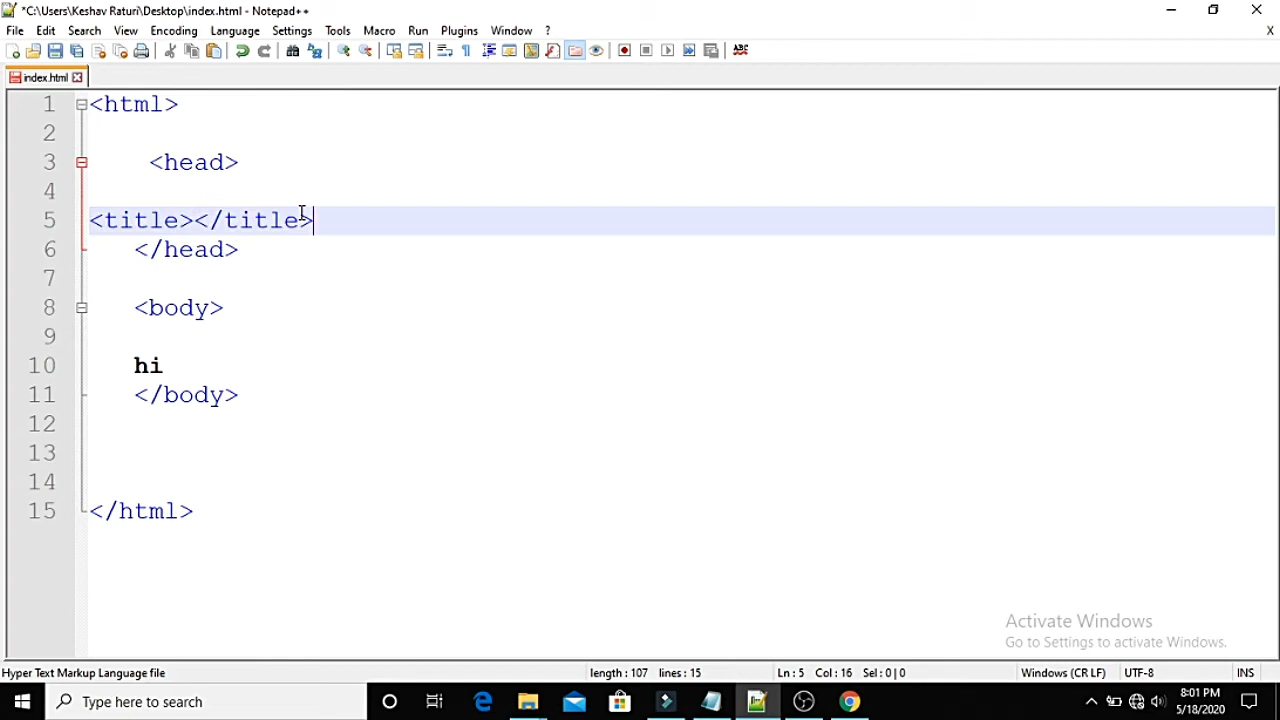 *C:\Users\Keshav Raturi\Desktop\index.html - Notepad++
File Edit Search View Encoding Language Settings Tools Macro Run Plugins Window ? X
ABC
index.html
1 <html>
2
3 <head>
4
5 <title></title>
6 </head>
7
8 <body>
9
10 hi
11 </body>
12
13
14
15 </html>
Activate Windows
Go to Settings to activate Windows.
Hyper Text Markup Language file length : 107 lines : 15 Ln : 5 Col : 16 Sel : 0 | 0 Windows (CR LF) UTF-8 INS
Type here to search 8:01 PM
5/18/2020